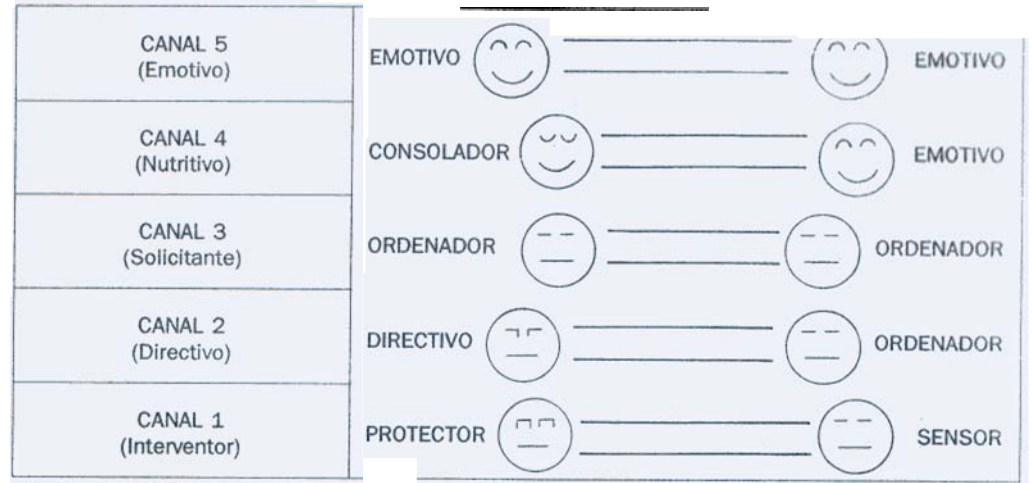 CANAL 5
(Emotivo)
EMOTIVO
EMOTIVO
CANAL 4
(Nutritivo)
CONSOLADOR
EMOTIVO
CANAL 3
(Solicitante)
ORDENADOR
ORDENADOR
CANAL 2
(Directivo)
DIRECTIVO
ORDENADOR
CANAL 1
(Interventor)
PROTECTOR
SENSOR